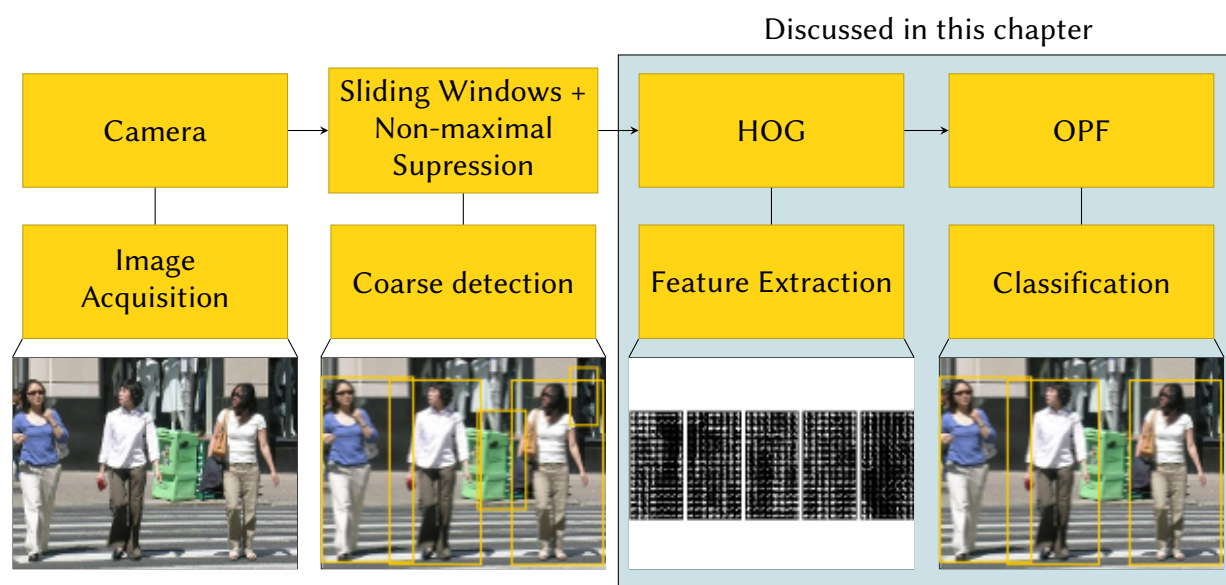 Discussed in this chapter
Camera
Sliding Windows +
Non-maximal
Supression
HOG
OPF
Image
Acquisition
Coarse detection
Feature Extraction
Classification